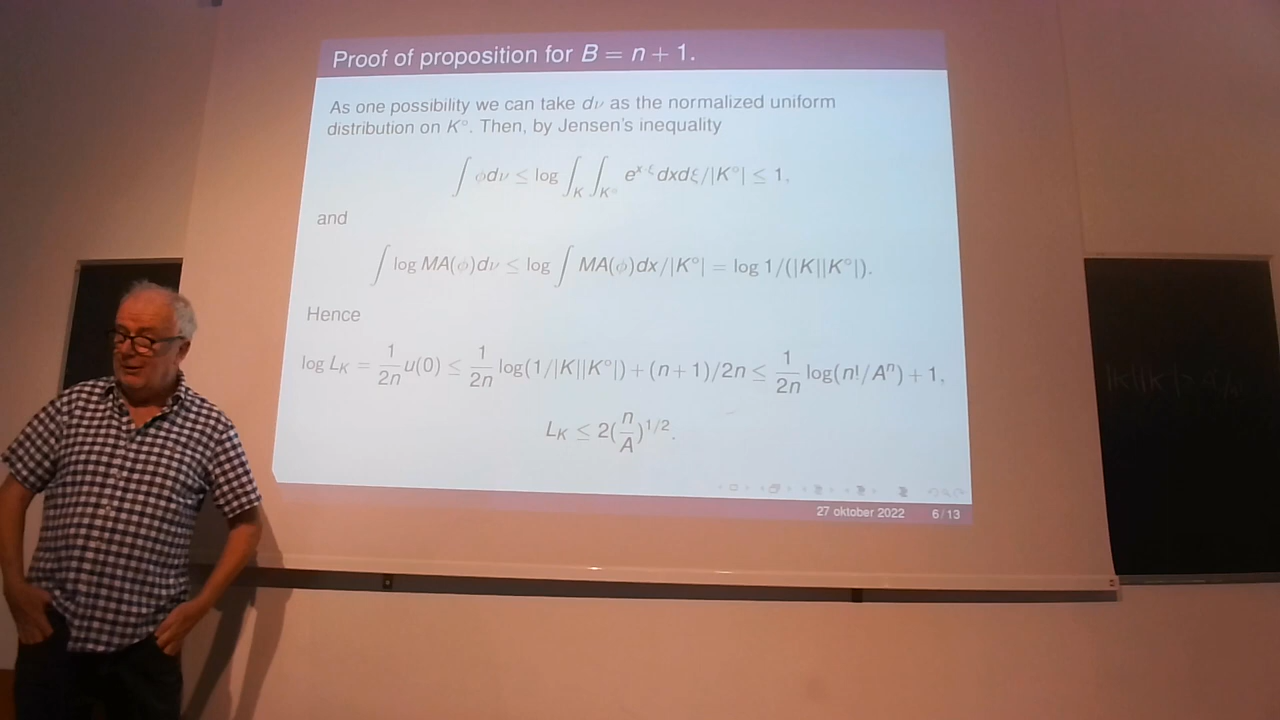 Proof of proposition for B = n + 1.
As one possibility we can take dν as the normalized uniform
distribution on K°. Then, by Jensen's inequality
∫ ϕdν ≤ log ∫_K ∫_{K°} e^{x·ξ} dxdξ/|K°| ≤ 1,
and
∫ log MA(ϕ)dν ≤ log ∫ MA(ϕ)dx/|K°| = log 1/(|K||K°|).
Hence
log L_K = 1/2n u(0) ≤ 1/2n log(1/|K||K°|) + (n+1)/2n ≤ 1/2n log(n!/A^n) + 1,
L_K ≤ 2(n/A)^{1/2}.
27 oktober 2022 6/13